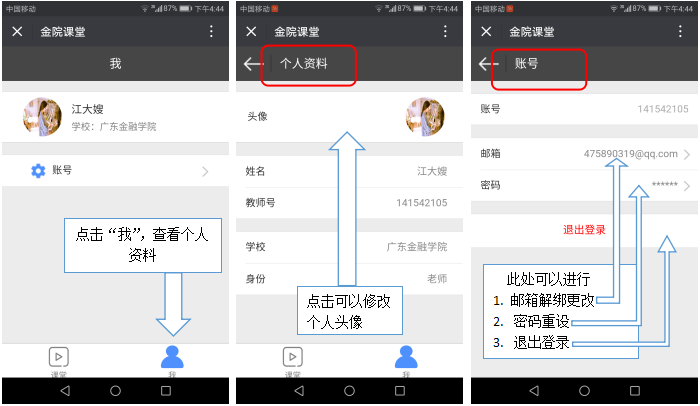 中国移动 87% 下午4:44
金院课堂
我
江大嫂
学校：广东金融学院
账号
点击“我”，查看个人
资料
课堂
我
中国移动 87% 下午4:44
金院课堂
个人资料
头像
姓名 江大嫂
教师号 141542105
学校 广东金融学院
身份 老师
点击可以修改
个人头像
课堂
我
中国移动 87% 下午4:44
金院课堂
账号
账号 141542105
邮箱 475890319@qq.com
密码 ******
退出登录
此处可以进行
1. 邮箱解绑更改
2. 密码重设
3. 退出登录